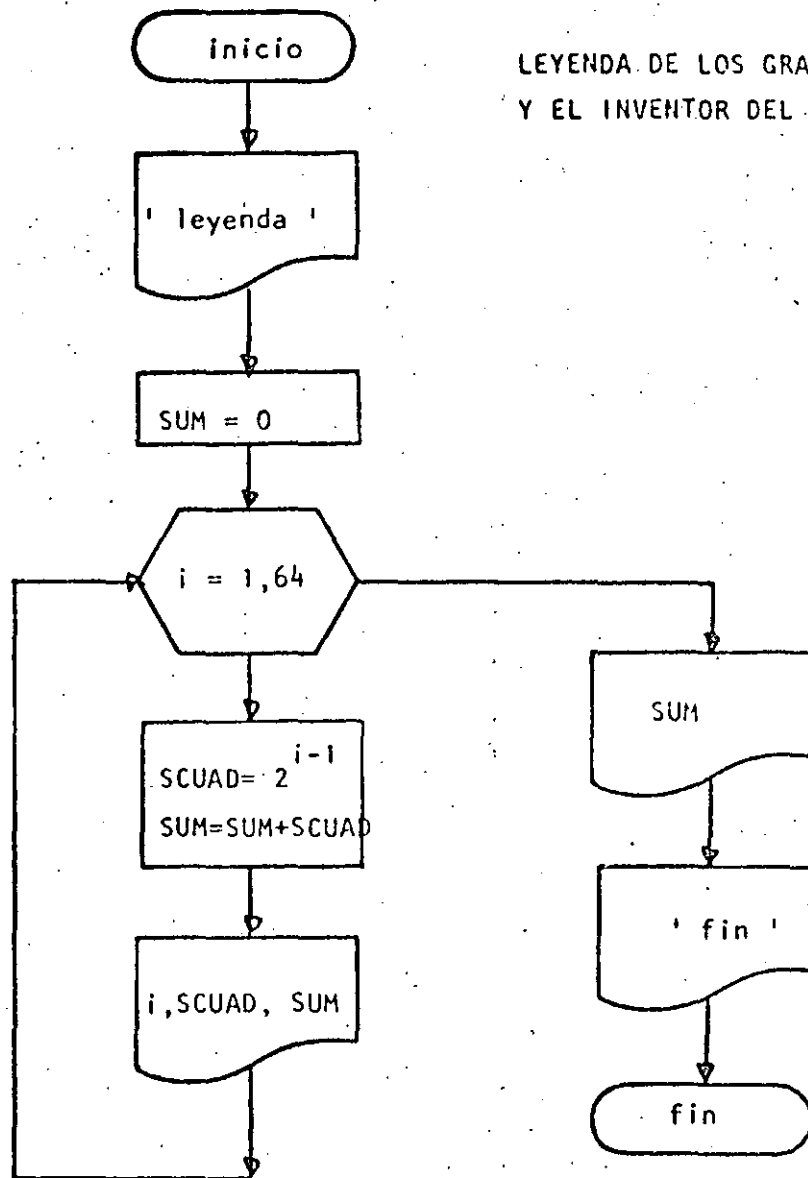 inicio
LEYENDA DE LOS GRA
Y EL INVENTOR DEL
' leyenda '
SUM = 0
i = 1,64
SCUAD= 2^i-1
SUM=SUM+SCUAD
i,SCUAD, SUM
SUM
' fin '
fin